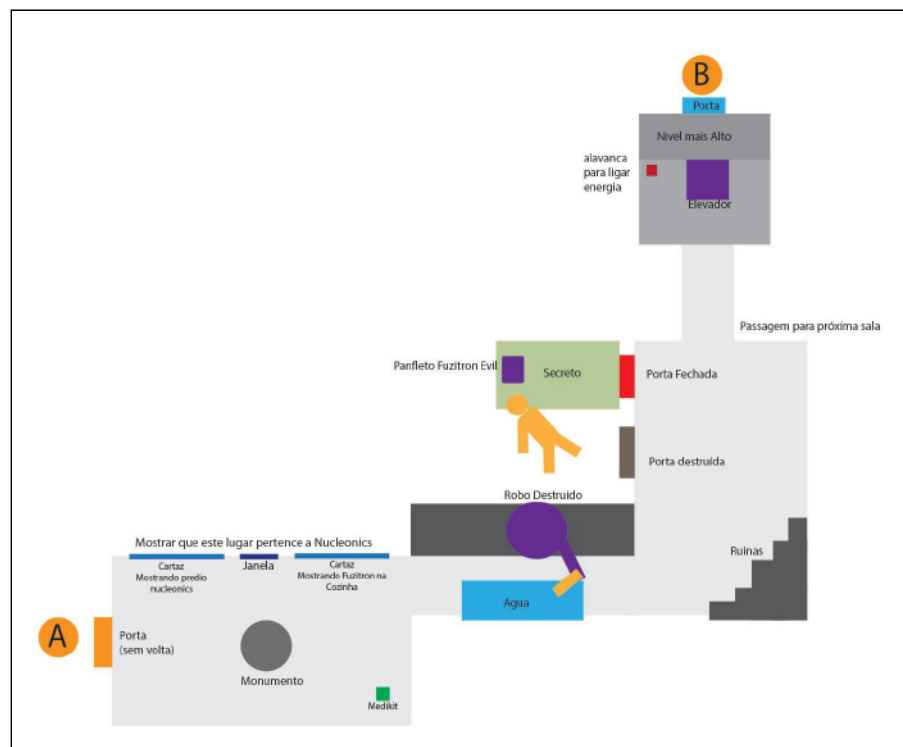 B
Porta
Nivel mais Alto
alavanca
para ligar
energia
Elevador
Passagem para próxima sala
Panfleto Fuzitron Evil
Secreto
Porta Fechada
Porta destruída
Robo Destruido
Mostrar que este lugar pertence a Nucleonics
Cartaz
Mostrando predio
nucleonics
Janela
Cartaz
Mostrando Fuzitron na
Cozinha
Ruinas
Agua
A
Porta
(sem volta)
Monumento
Medikit